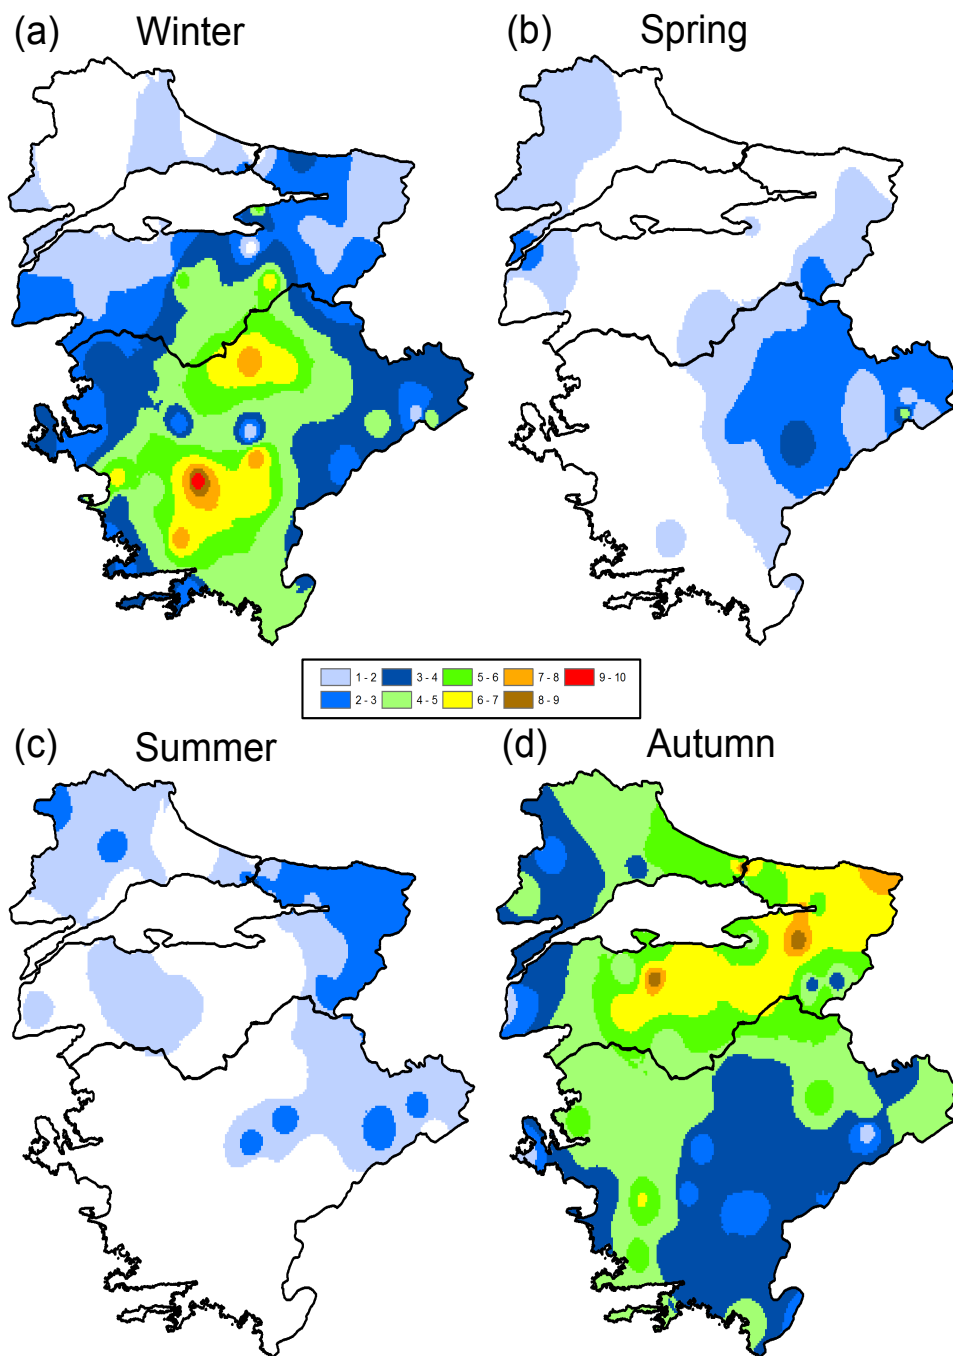 (a) Winter
(b) Spring
1 - 2 3 - 4 5 - 6 7 - 8 9 - 10
2 - 3 4 - 5 6 - 7 8 - 9
(c) Summer
(d) Autumn